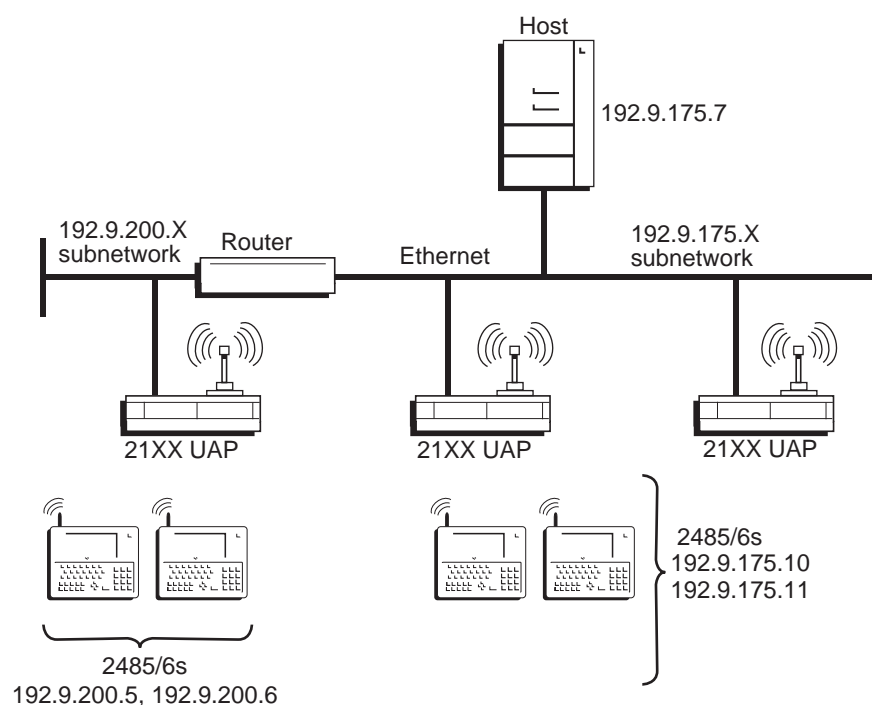 Host
192.9.175.7
192.9.200.X
subnetwork
Router
Ethernet
192.9.175.X
subnetwork
21XX UAP
21XX UAP
21XX UAP
2485/6s
192.9.175.10
192.9.175.11
2485/6s
192.9.200.5, 192.9.200.6